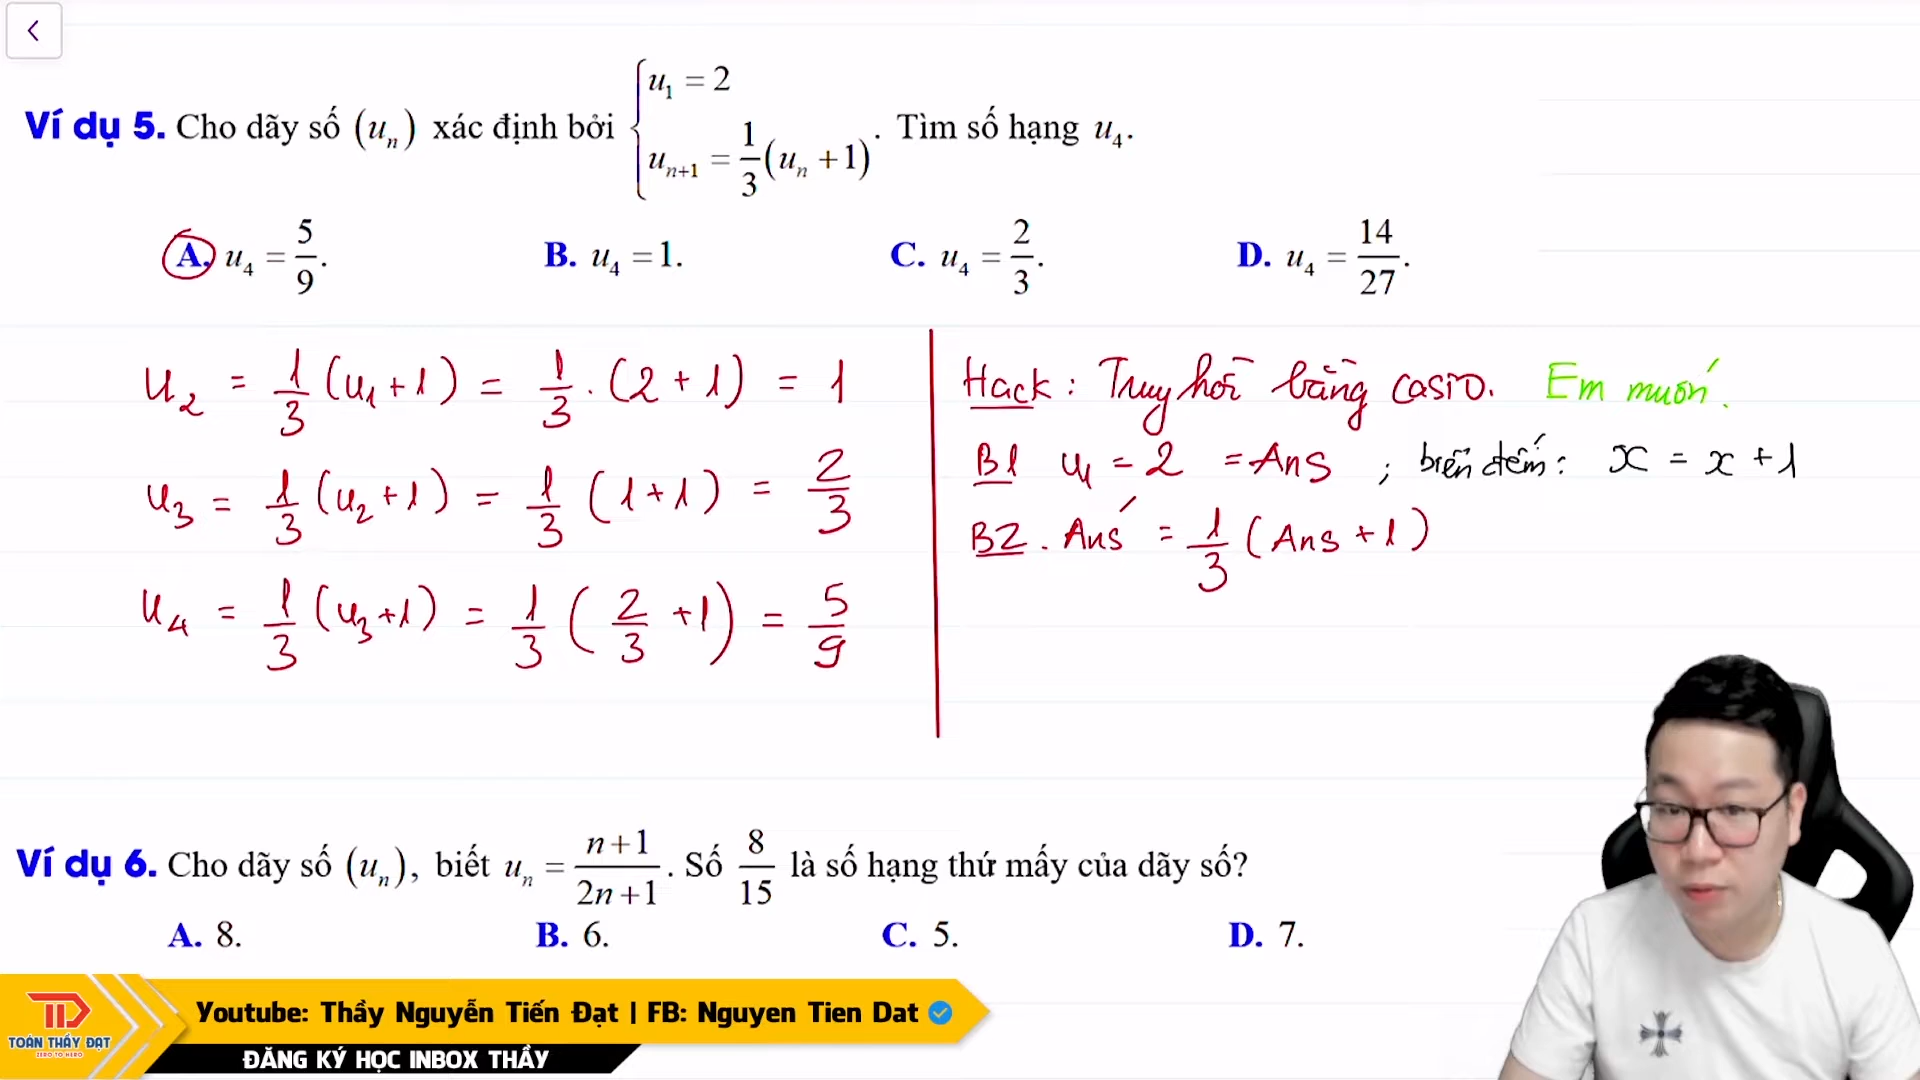 Ví dụ 5. Cho dãy số (uₙ) xác định bởi { u₁ = 2 ; uₙ₊₁ = 1/3(uₙ + 1) . Tìm số hạng u₄.
A. u₄ = 5/9. B. u₄ = 1. C. u₄ = 2/3. D. u₄ = 14/27.
u₂ = 1/3 (u₁ + 1) = 1/3 . (2 + 1) = 1
u₃ = 1/3 (u₂ + 1) = 1/3 (1 + 1) = 2/3
u₄ = 1/3 (u₃ + 1) = 1/3 (2/3 + 1) = 5/9
Hack : Truy hồi bằng casio. Em muốn.
B1 u₁ = 2 = Ans ; biến đếm: x = x + 1
B2 . Ans' = 1/3 (Ans + 1)
Ví dụ 6. Cho dãy số (uₙ), biết uₙ = (n+1)/(2n+1). Số 8/15 là số hạng thứ mấy của dãy số?
A. 8. B. 6. C. 5. D. 7.
Youtube: Thầy Nguyễn Tiến Đạt | FB: Nguyen Tien Dat
TOÁN THẦY ĐẠT
ZERO TO HERO
ĐĂNG KÝ HỌC INBOX THẦY